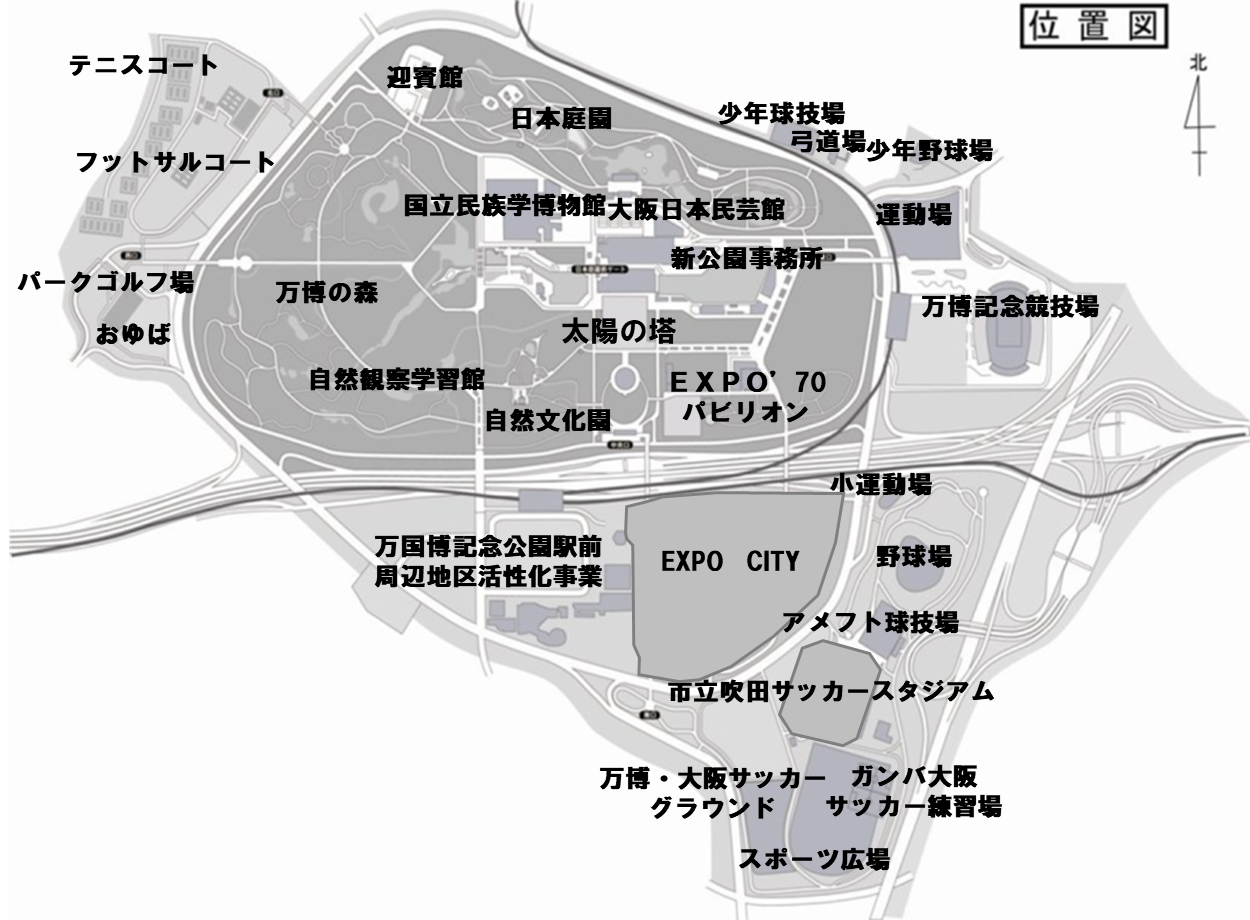 位置図
北
テニスコート
迎賓館
日本庭園
少年球技場
弓道場
少年野球場
フットサルコート
国立民族学博物館
大阪日本民芸館
運動場
新公園事務所
パークゴルフ場
万博の森
万博記念競技場
おゆば
太陽の塔
自然観察学習館
EXPO’70
パビリオン
自然文化園
中央口
小運動場
万国博記念公園駅前
周辺地区活性化事業
EXPO CITY
野球場
アメフト球技場
市立吹田サッカースタジアム
万博・大阪サッカー
グラウンド
ガンバ大阪
サッカー練習場
スポーツ広場